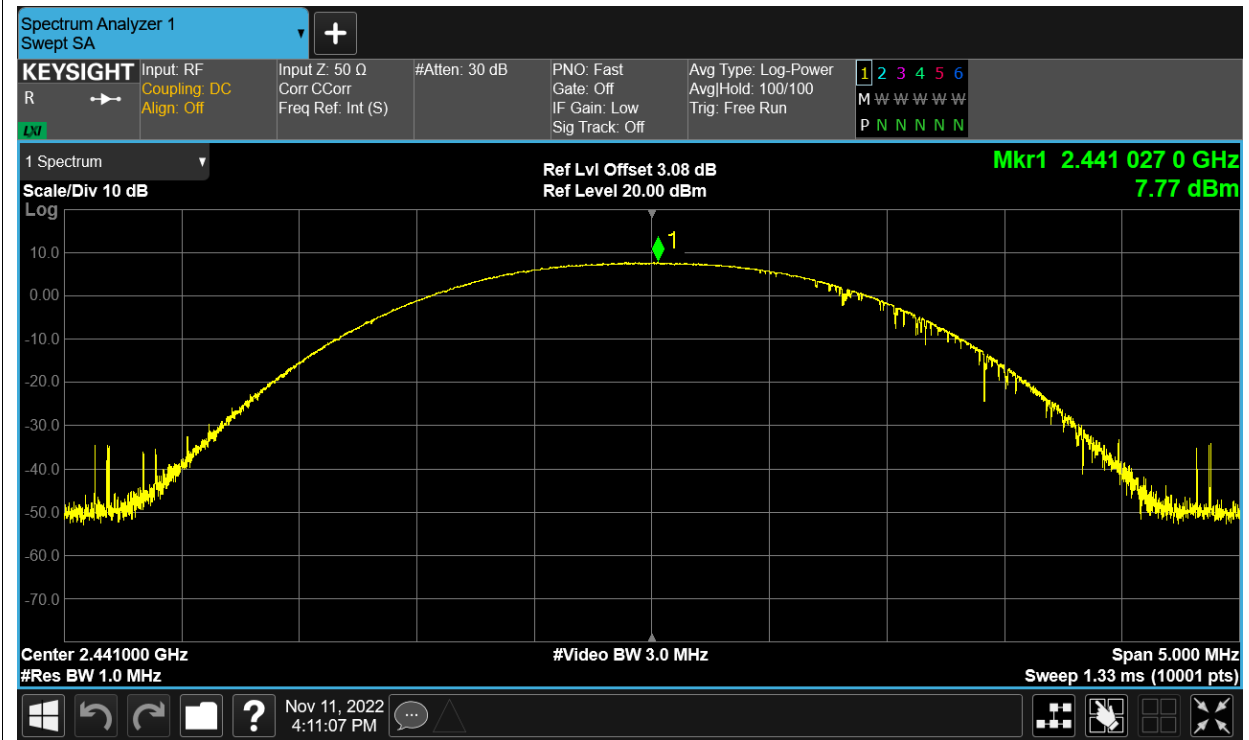 Spectrum Analyzer 1
Swept SA
KEYSIGHT
R
LXI
Input: RF
Coupling: DC
Align: Off
Input Z: 50 Ω
Corr CCorr
Freq Ref: Int (S)
#Atten: 30 dB
PNO: Fast
Gate: Off
IF Gain: Low
Sig Track: Off
Avg Type: Log-Power
Avg|Hold: 100/100
Trig: Free Run
1 2 3 4 5 6
M W W W W W
P N N N N N
1 Spectrum
Scale/Div 10 dB
Ref Lvl Offset 3.08 dB
Ref Level 20.00 dBm
Mkr1 2.441 027 0 GHz
7.77 dBm
Log
1
10.0
0.00
-10.0
-20.0
-30.0
-40.0
-50.0
-60.0
-70.0
Center 2.441000 GHz
#Video BW 3.0 MHz
Span 5.000 MHz
#Res BW 1.0 MHz
Sweep 1.33 ms (10001 pts)
?
Nov 11, 2022
4:11:07 PM